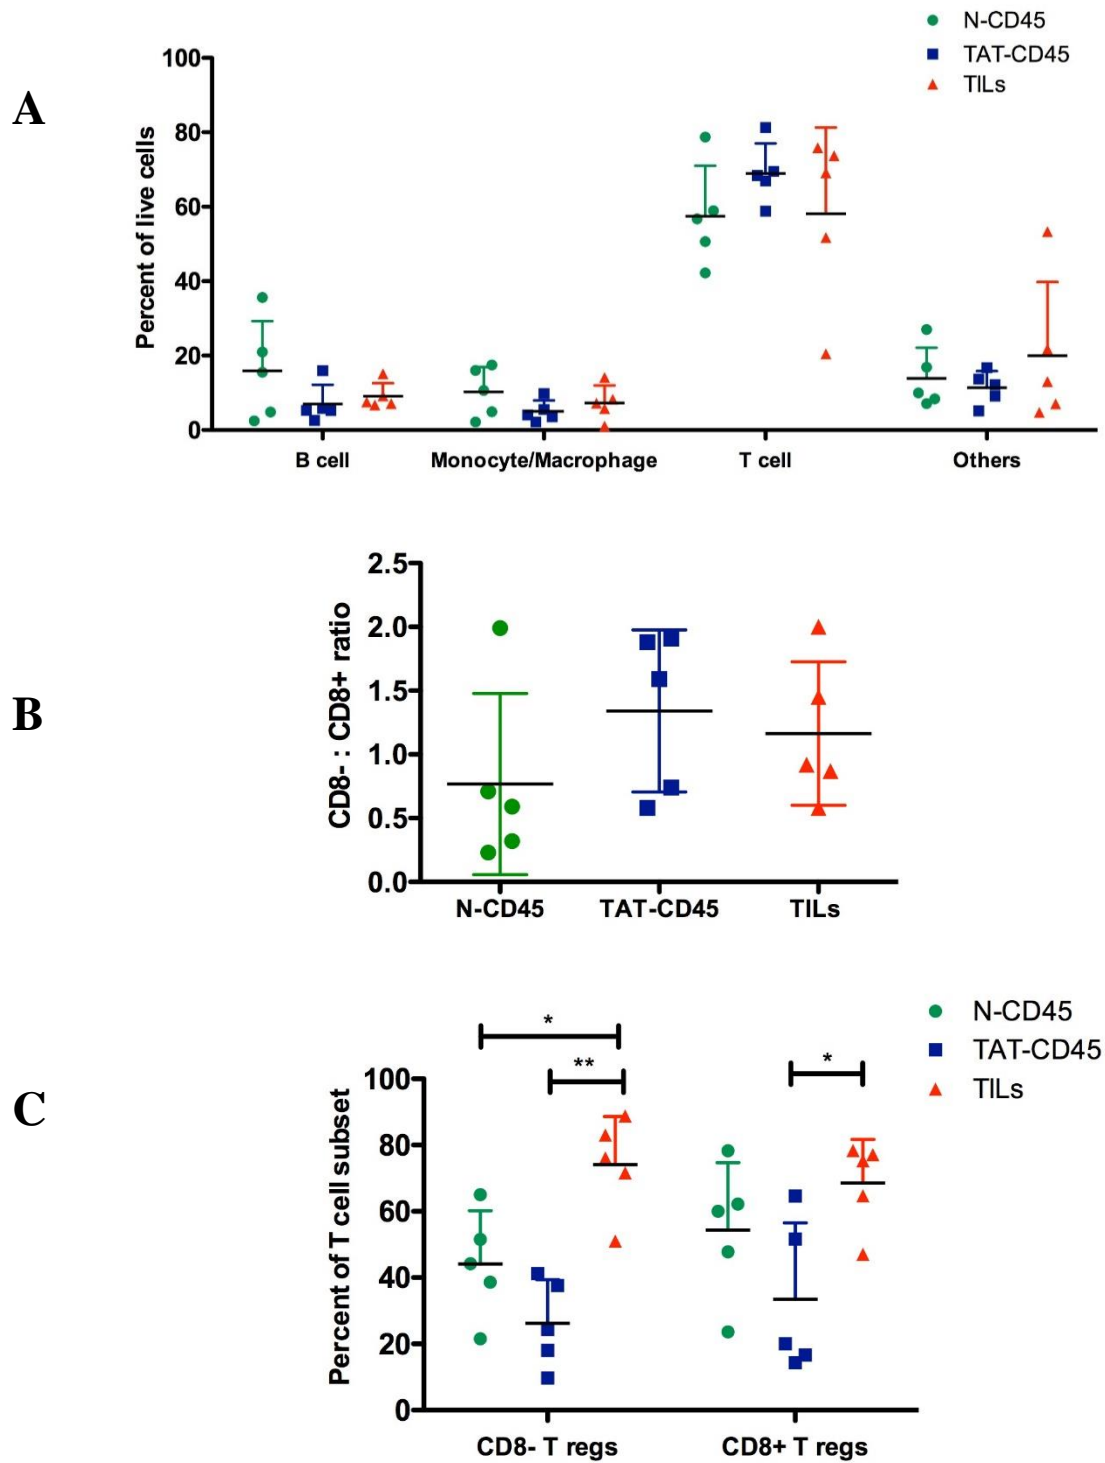 A
N-CD45
TAT-CD45
TILs
Percent of live cells
100
80
60
40
20
0
B cell
Monocyte/Macrophage
T cell
Others
B
CD8- : CD8+ ratio
2.5
2.0
1.5
1.0
0.5
0.0
N-CD45
TAT-CD45
TILs
C
N-CD45
TAT-CD45
TILs
*
**
*
Percent of T cell subset
100
80
60
40
20
0
CD8- T regs
CD8+ T regs